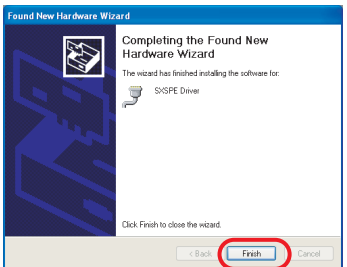 Found New Hardware Wizard
Completing the Found New
Hardware Wizard
The wizard has finished installing the software for:
SXSPE Driver
Click Finish to close the wizard.
< Back
Finish
Cancel